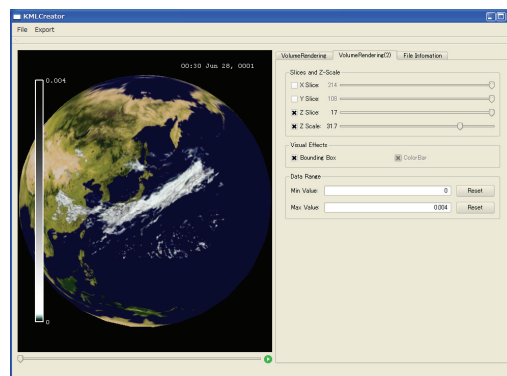 KMLCreator
File Export
00:30 Jun 28, 0001
0.004
0
VolumeRendering VolumeRendering(2) File Infomation
Slices and Z-Scale
X Slice: 214
Y Slice: 108
Z Slice: 17
Z Scale: 31.7
Visual Effects
Bounding Box ColorBar
Data Range
Min Value: 0 Reset
Max Value: 0.004 Reset